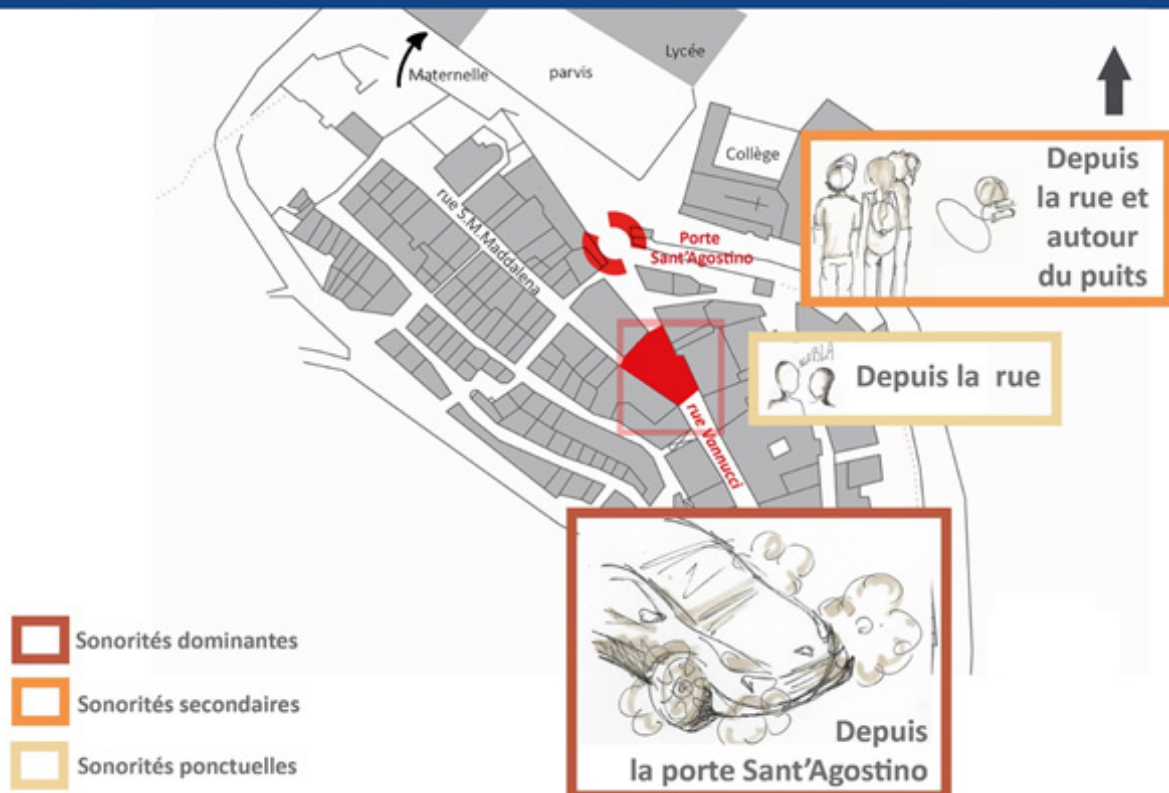 Lycée
Maternelle
parvis
Collège
rue S.M.Maddalena
Porte
Sant'Agostino
rue Vannucci
Depuis
la rue et
autour
du puits
BLA
Depuis la rue
Depuis
la porte Sant'Agostino
Sonorités dominantes
Sonorités secondaires
Sonorités ponctuelles